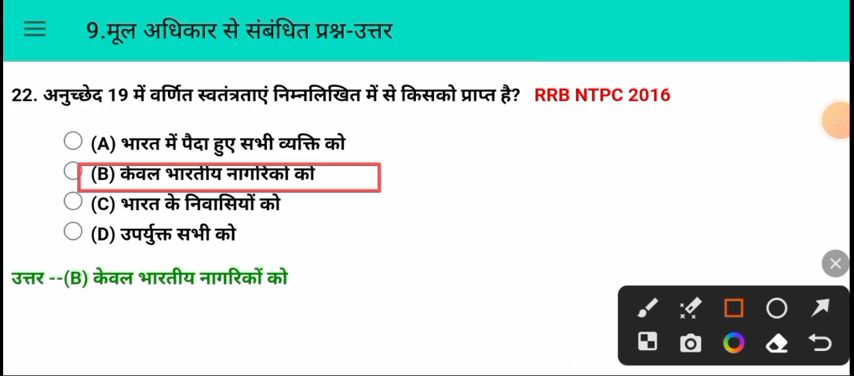 9.मूल अधिकार से संबंधित प्रश्न-उत्तर
22. अनुच्छेद 19 में वर्णित स्वतंत्रताएं निम्नलिखित में से किसको प्राप्त है? RRB NTPC 2016
(A) भारत में पैदा हुए सभी व्यक्ति को
(B) केवल भारतीय नागरिकों को
(C) भारत के निवासियों को
(D) उपर्युक्त सभी को
उत्तर --(B) केवल भारतीय नागरिकों को